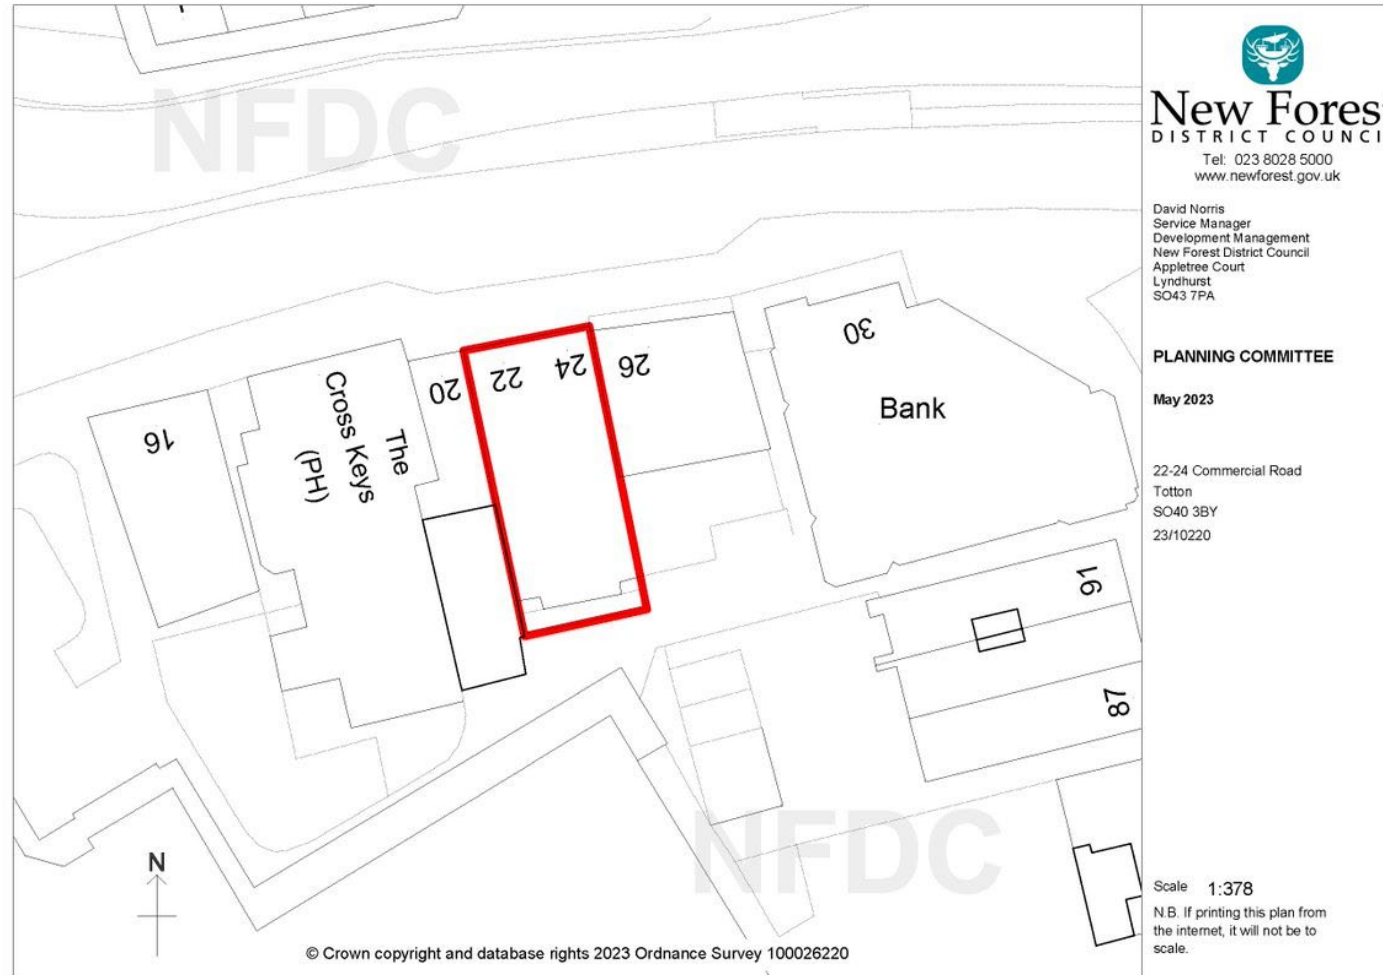 NFDC
20
22
24
26
30
Bank
16
The
Cross Keys
(PH)
91
87
NFDC
N
© Crown copyright and database rights 2023 Ordnance Survey 100026220
New Fores
DISTRICT COUNCI
Tel: 023 8028 5000
www.newforest.gov.uk
David Norris
Service Manager
Development Management
New Forest District Council
Appletree Court
Lyndhurst
SO43 7PA
PLANNING COMMITTEE
May 2023
22-24 Commercial Road
Totton
SO40 3BY
23/10220
Scale 1:378
N.B. If printing this plan from
the internet, it will not be to
scale.